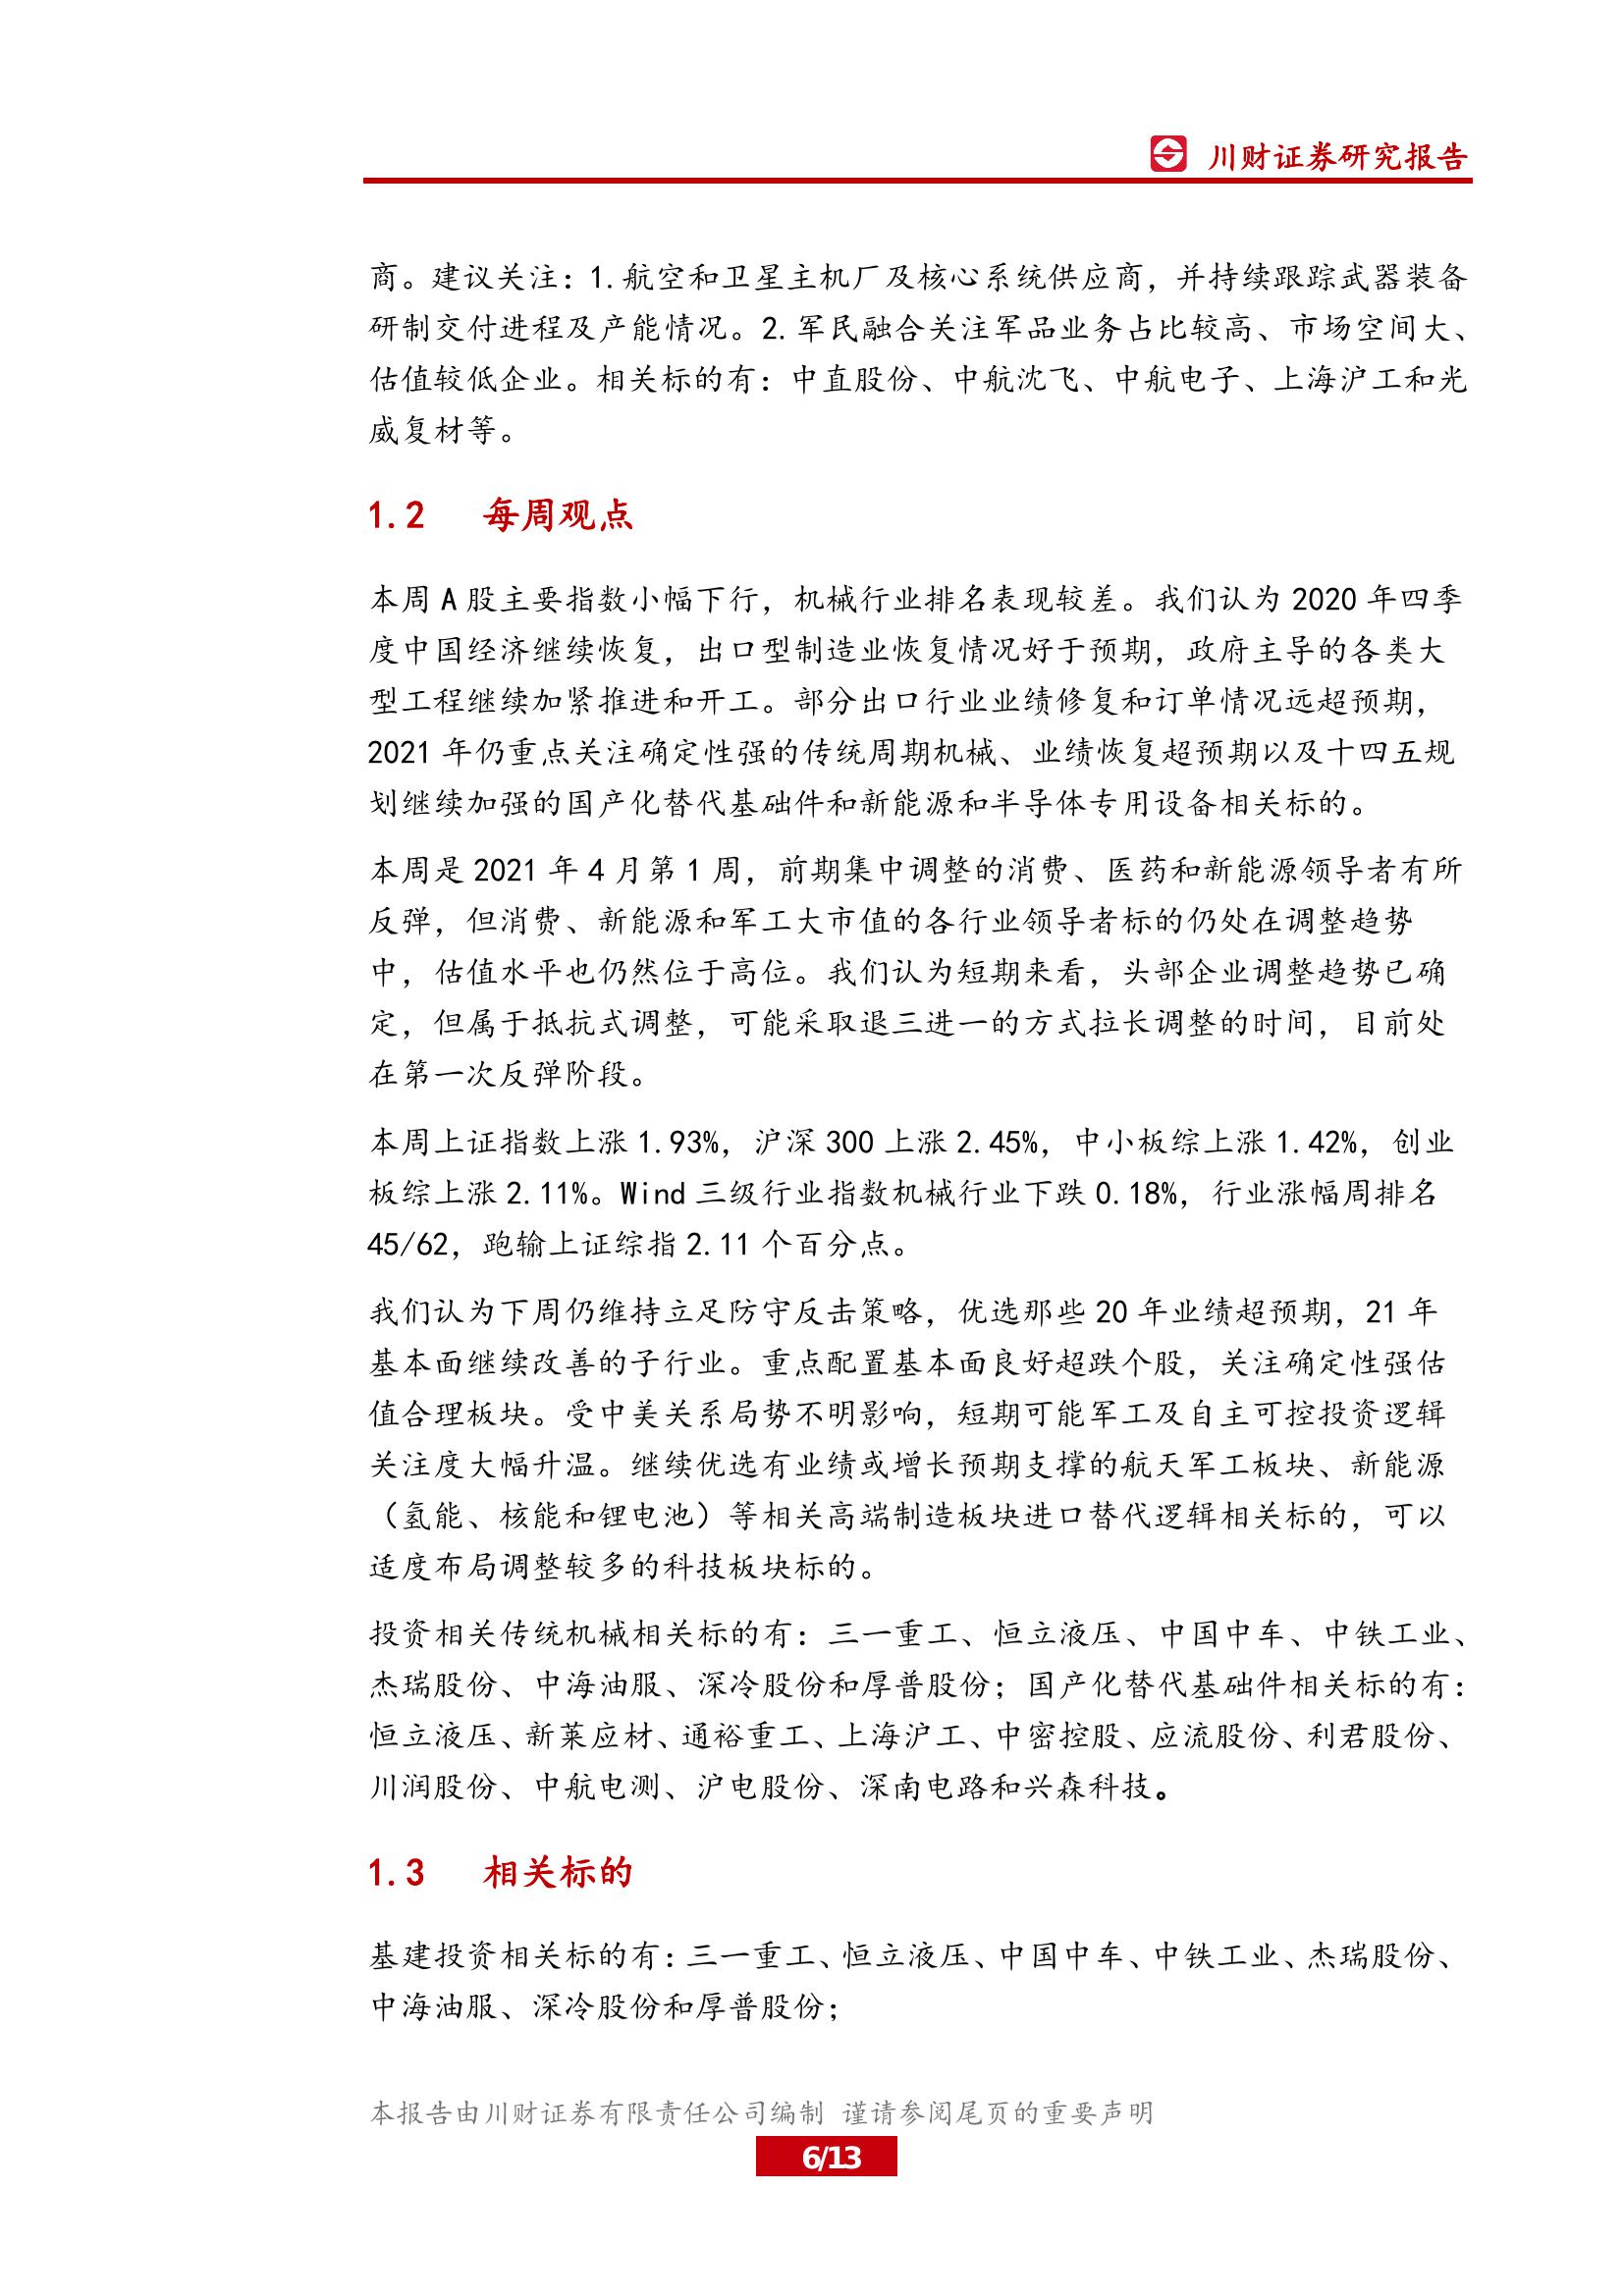 川财证券研究报告
商。建议关注：1.航空和卫星主机厂及核心系统供应商，并持续跟踪武器装备
研制交付进程及产能情况。2.军民融合关注军品业务占比较高、市场空间大、
估值较低企业。相关标的有：中直股份、中航沈飞、中航电子、上海沪工和光
威复材等。
1.2 每周观点
本周 A 股主要指数小幅下行，机械行业排名表现较差。我们认为 2020 年四季
度中国经济继续恢复，出口型制造业恢复情况好于预期，政府主导的各类大
型工程继续加紧推进和开工。部分出口行业业绩修复和订单情况远超预期，
2021 年仍重点关注确定性强的传统周期机械、业绩恢复超预期以及十四五规
划继续加强的国产化替代基础件和新能源和半导体专用设备相关标的。
本周是 2021 年 4 月第 1 周，前期集中调整的消费、医药和新能源领导者有所
反弹，但消费、新能源和军工大市值的各行业领导者标的仍处在调整趋势
中，估值水平也仍然位于高位。我们认为短期来看，头部企业调整趋势已确
定，但属于抵抗式调整，可能采取退三进一的方式拉长调整的时间，目前处
在第一次反弹阶段。
本周上证指数上涨 1.93%，沪深 300 上涨 2.45%，中小板综上涨 1.42%，创业
板综上涨 2.11%。Wind 三级行业指数机械行业下跌 0.18%，行业涨幅周排名
45/62，跑输上证综指 2.11 个百分点。
我们认为下周仍维持立足防守反击策略，优选那些 20 年业绩超预期，21 年
基本面继续改善的子行业。重点配置基本面良好超跌个股，关注确定性强估
值合理板块。受中美关系局势不明影响，短期可能军工及自主可控投资逻辑
关注度大幅升温。继续优选有业绩或增长预期支撑的航天军工板块、新能源
（氢能、核能和锂电池）等相关高端制造板块进口替代逻辑相关标的，可以
适度布局调整较多的科技板块标的。
投资相关传统机械相关标的有：三一重工、恒立液压、中国中车、中铁工业、
杰瑞股份、中海油服、深冷股份和厚普股份；国产化替代基础件相关标的有：
恒立液压、新莱应材、通裕重工、上海沪工、中密控股、应流股份、利君股份、
川润股份、中航电测、沪电股份、深南电路和兴森科技。
1.3 相关标的
基建投资相关标的有：三一重工、恒立液压、中国中车、中铁工业、杰瑞股份、
中海油服、深冷股份和厚普股份；
本报告由川财证券有限责任公司编制 谨请参阅尾页的重要声明
6/13